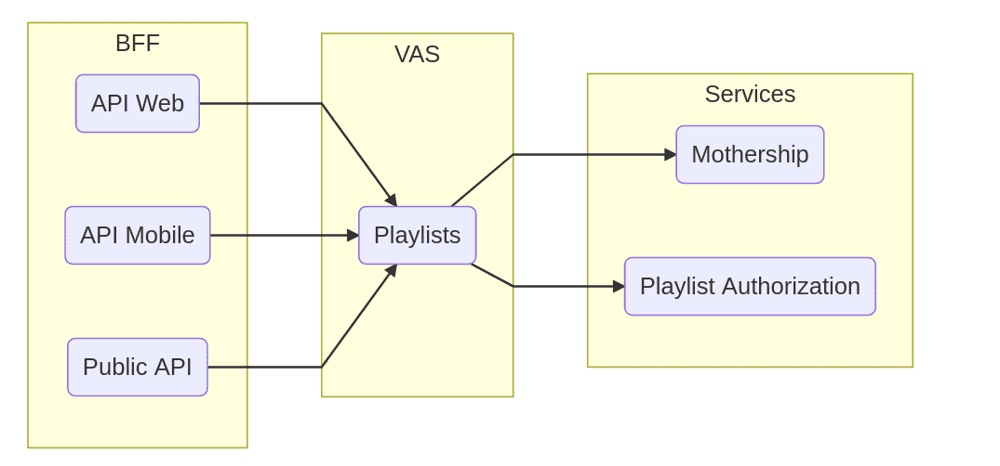 BFF
API Web
API Mobile
Public API
VAS
Playlists
Services
Mothership
Playlist Authorization